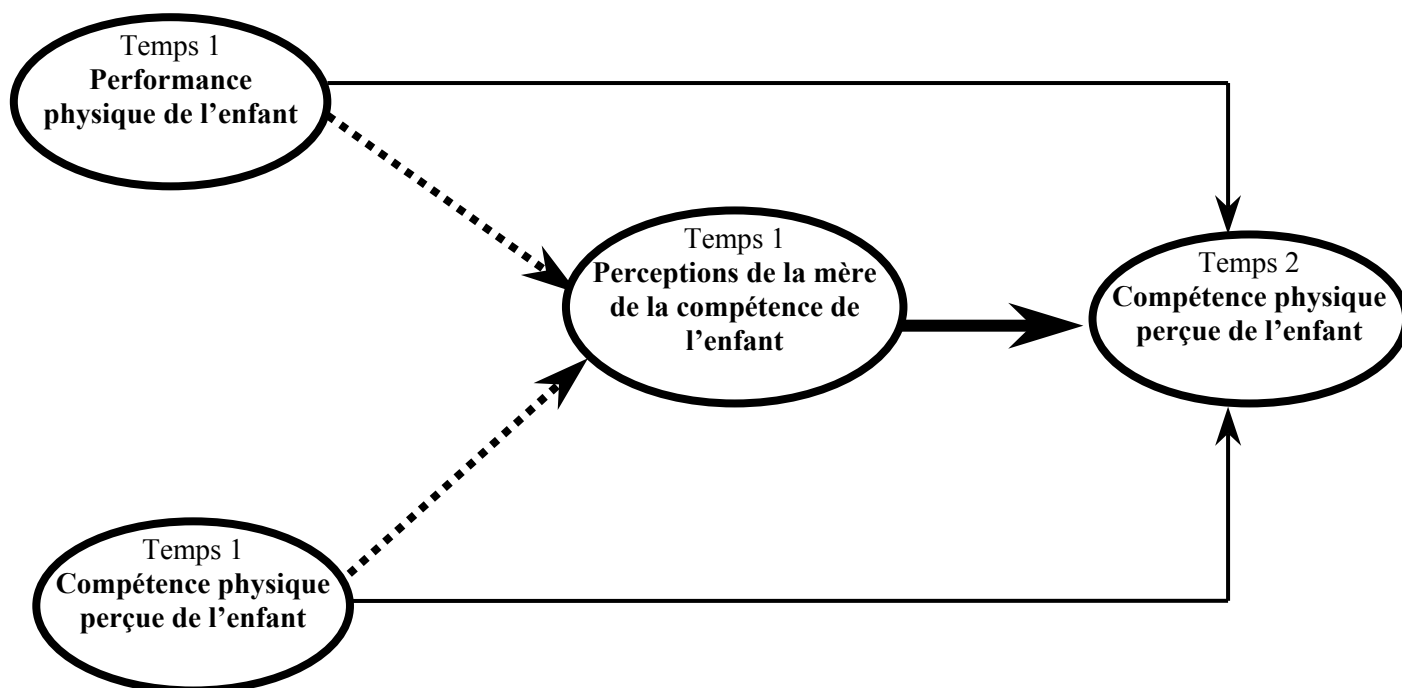 Temps 1
Performance
physique de l’enfant
Temps 1
Perceptions de la mère
de la compétence de
l’enfant
Temps 2
Compétence physique
perçue de l’enfant
Temps 1
Compétence physique
perçue de l’enfant